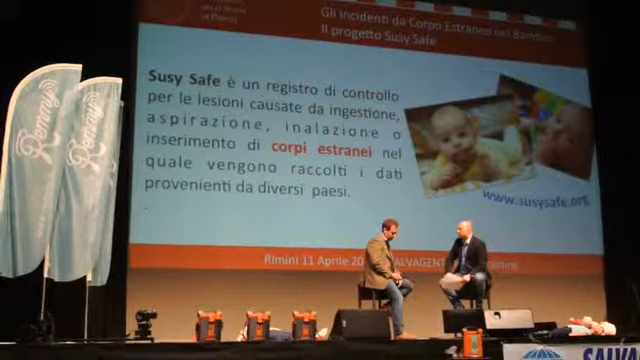 Gli Incidenti da Corpo Estraneo nei Bambini
Il progetto Susy Safe
Susy Safe è un registro di controllo
per le lesioni causate da ingestione,
aspirazione, inalazione o
inserimento di corpi estranei nel
quale vengono raccolti i dati
provenienti da diversi paesi.
www.susysafe.org
Rimini 11 Aprile